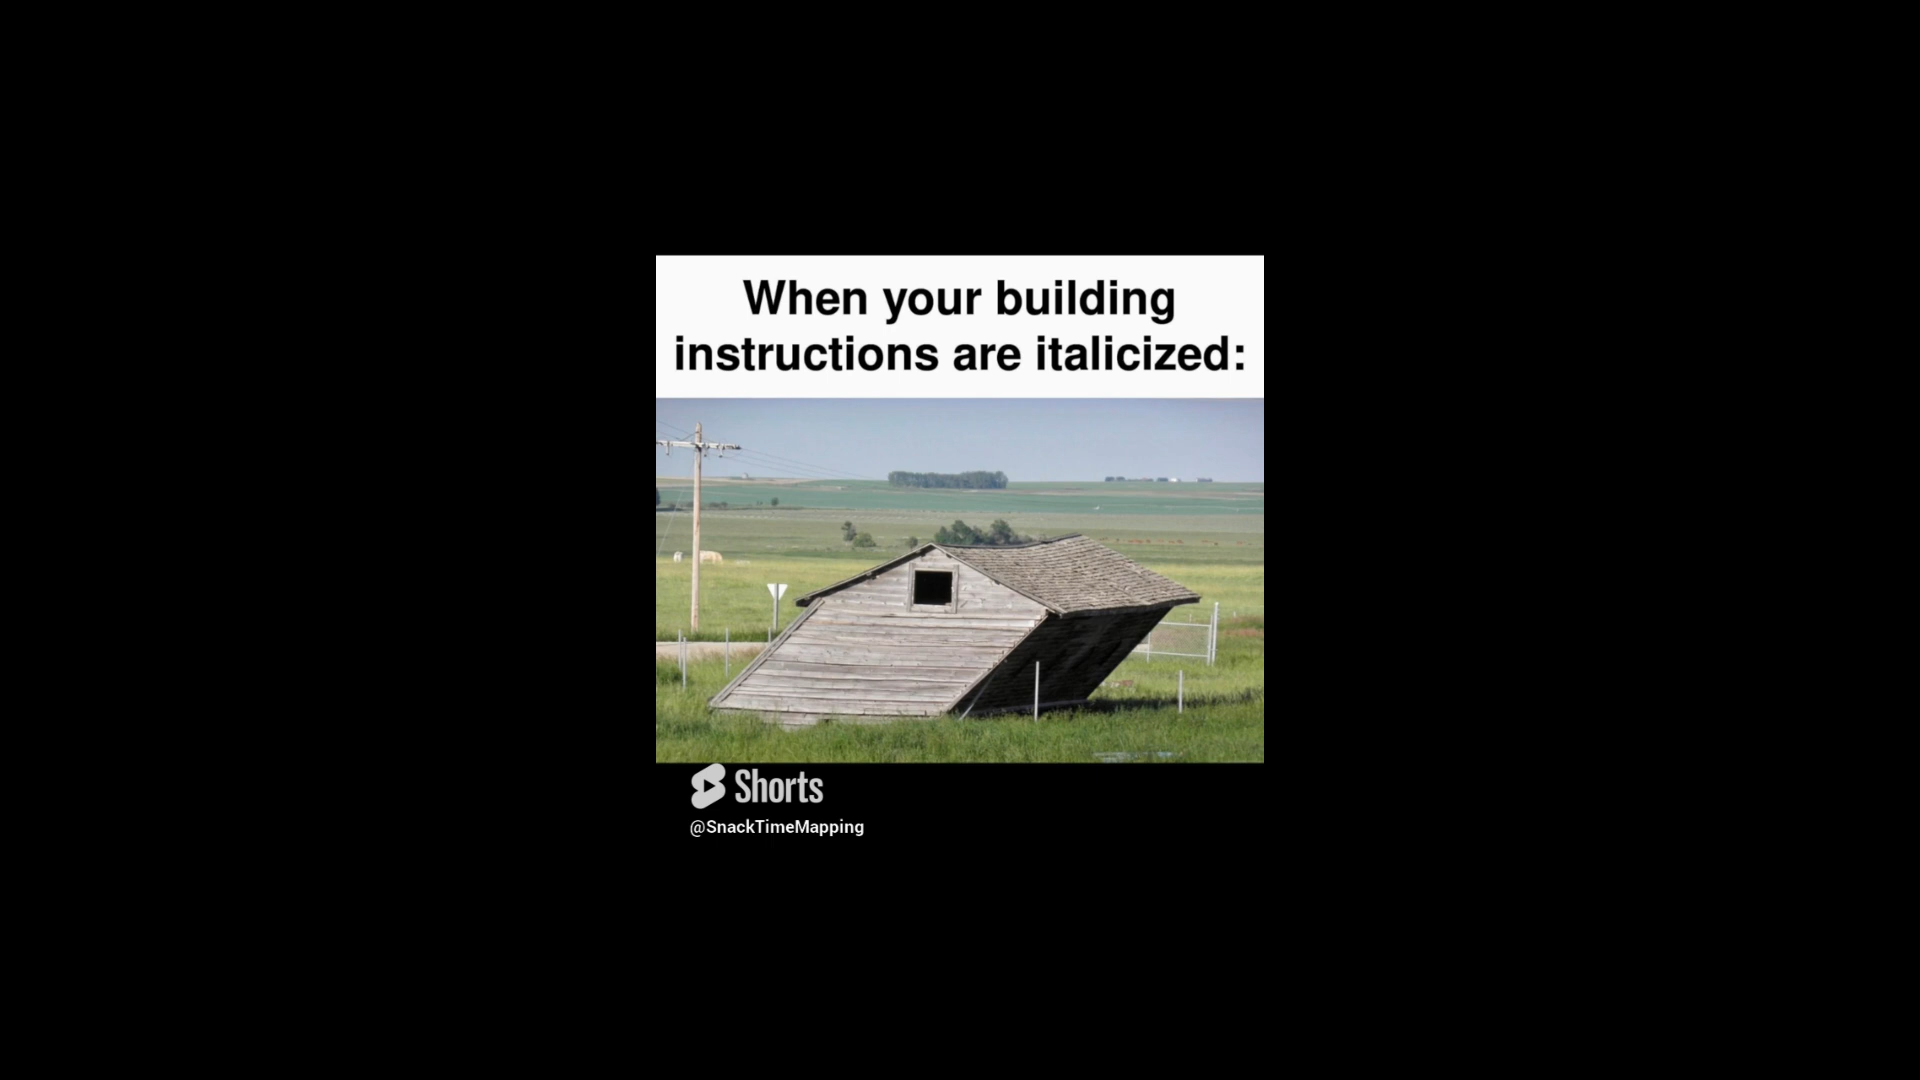 When your building
instructions are italicized:
Shorts
@SnackTimeMapping